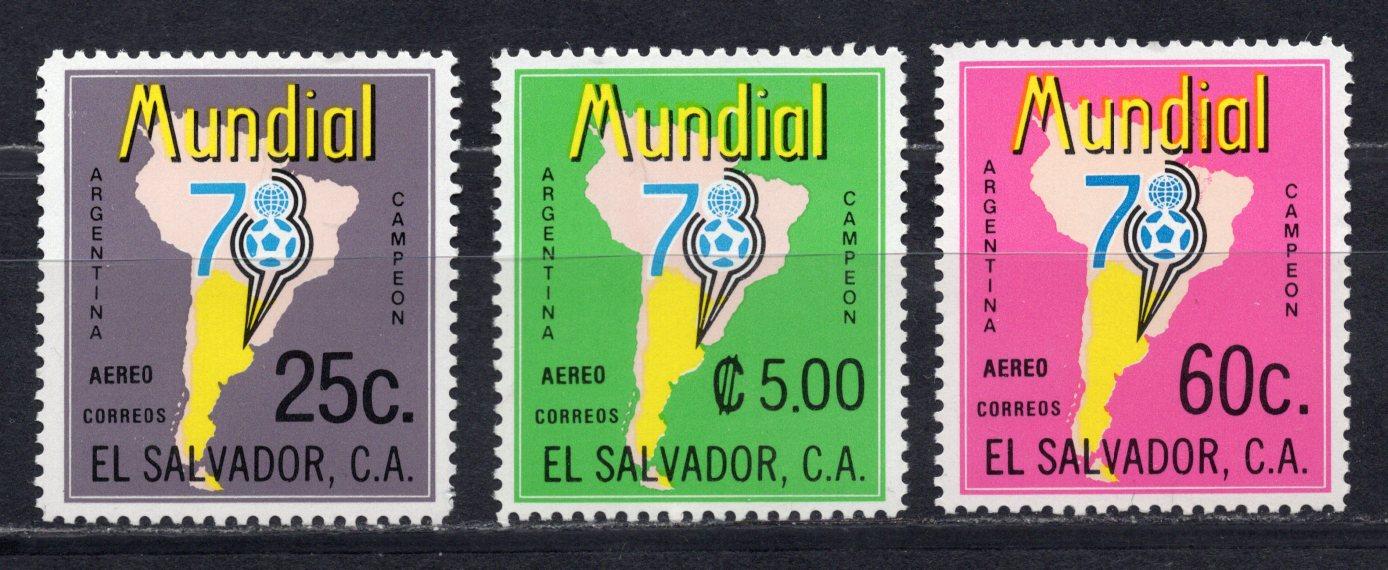 Mundial
78
ARGENTINA
CAMPEON
AEREO
25c.
CORREOS
EL SALVADOR, C.A.
Mundial
78
ARGENTINA
CAMPEON
AEREO
₡ 5.00
CORREOS
EL SALVADOR, C.A.
Mundial
78
ARGENTINA
CAMPEON
AEREO
60c.
CORREOS
EL SALVADOR, C.A.